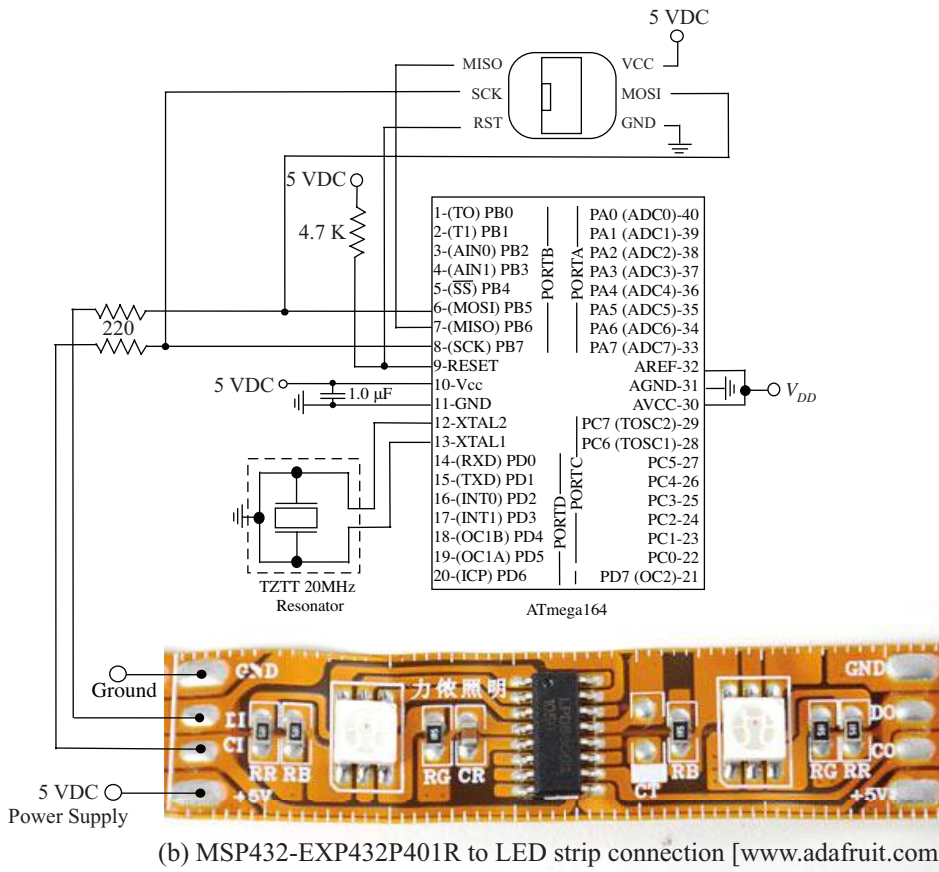 5 VDC
MISO
VCC
SCK
MOSI
RST
GND
5 VDC
4.7 K
1-(TO) PB0
2-(T1) PB1
3-(AIN0) PB2
4-(AIN1) PB3
5-(SS) PB4
6-(MOSI) PB5
7-(MISO) PB6
8-(SCK) PB7
9-RESET
10-Vcc
11-GND
12-XTAL2
13-XTAL1
14-(RXD) PD0
15-(TXD) PD1
16-(INT0) PD2
17-(INT1) PD3
18-(OC1B) PD4
19-(OC1A) PD5
20-(ICP) PD6
PORTB
PORTA
PORTD
PORTC
PA0 (ADC0)-40
PA1 (ADC1)-39
PA2 (ADC2)-38
PA3 (ADC3)-37
PA4 (ADC4)-36
PA5 (ADC5)-35
PA6 (ADC6)-34
PA7 (ADC7)-33
AREF-32
AGND-31
AVCC-30
PC7 (TOSC2)-29
PC6 (TOSC1)-28
PC5-27
PC4-26
PC3-25
PC2-24
PC1-23
PC0-22
PD7 (OC2)-21
220
5 VDC
1.0 μF
VDD
TZTT 20MHz
Resonator
ATmega164
Ground
GND
力侬照明
GND
DO
CI
CO
RR RB
RG CR
CT
RB
RG RR
+5V
+5V
5 VDC
Power Supply
(b) MSP432-EXP432P401R to LED strip connection [www.adafruit.com